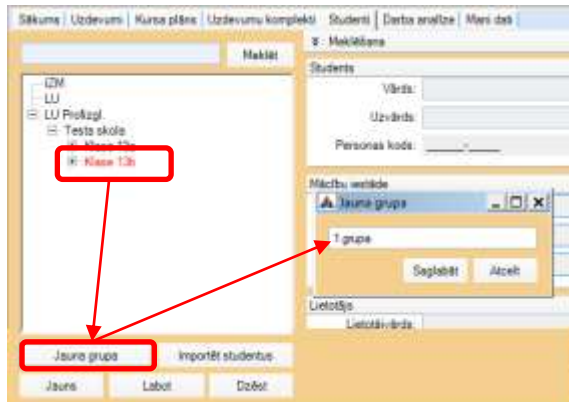 Sākums | Uzdevumi | Kursa plāns | Uzdevumu komplekti | Studenti | Darba analīze | Mani dati
Meklēt
Meklēšana
Students
Vārds:
Uzvārds:
Personas kods: ______-_____
IZM
LU
LU Profizgl.
Testa skola
Klase 13b
Mācību iestāde
Jauna grupa
1 grupa
Saglabāt
Atcelt
Lietotājs
Lietotājvārds:
Jauna grupa
Importēt studentus
Jauns
Labot
Dzēst